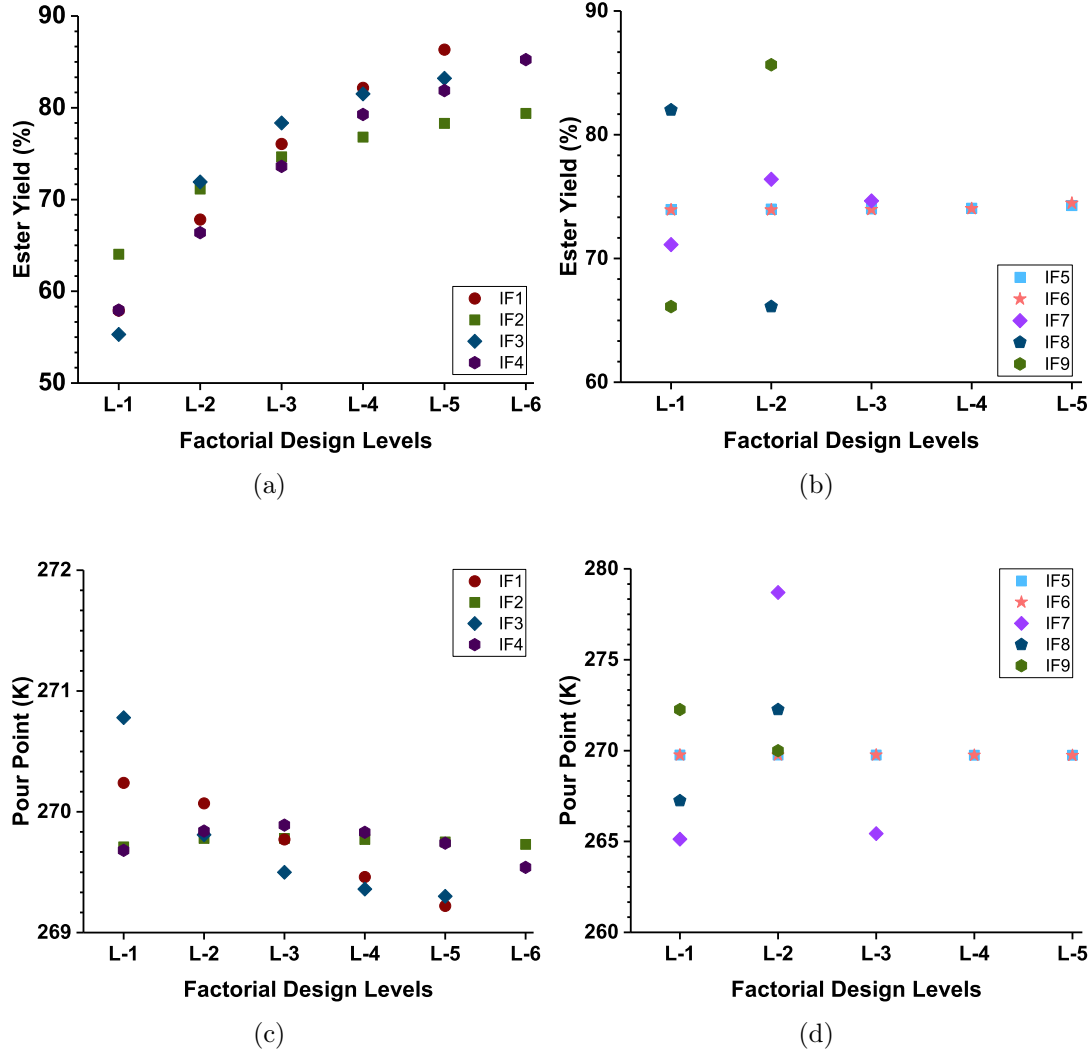 90
80
70
60
50
Ester Yield (%)
IF1
IF2
IF3
IF4
L-1 L-2 L-3 L-4 L-5 L-6
Factorial Design Levels
(a)
90
80
70
60
Ester Yield (%)
IF5
IF6
IF7
IF8
IF9
L-1 L-2 L-3 L-4 L-5
Factorial Design Levels
(b)
272
271
270
269
Pour Point (K)
IF1
IF2
IF3
IF4
L-1 L-2 L-3 L-4 L-5 L-6
Factorial Design Levels
(c)
280
275
270
265
260
Pour Point (K)
IF5
IF6
IF7
IF8
IF9
L-1 L-2 L-3 L-4 L-5
Factorial Design Levels
(d)